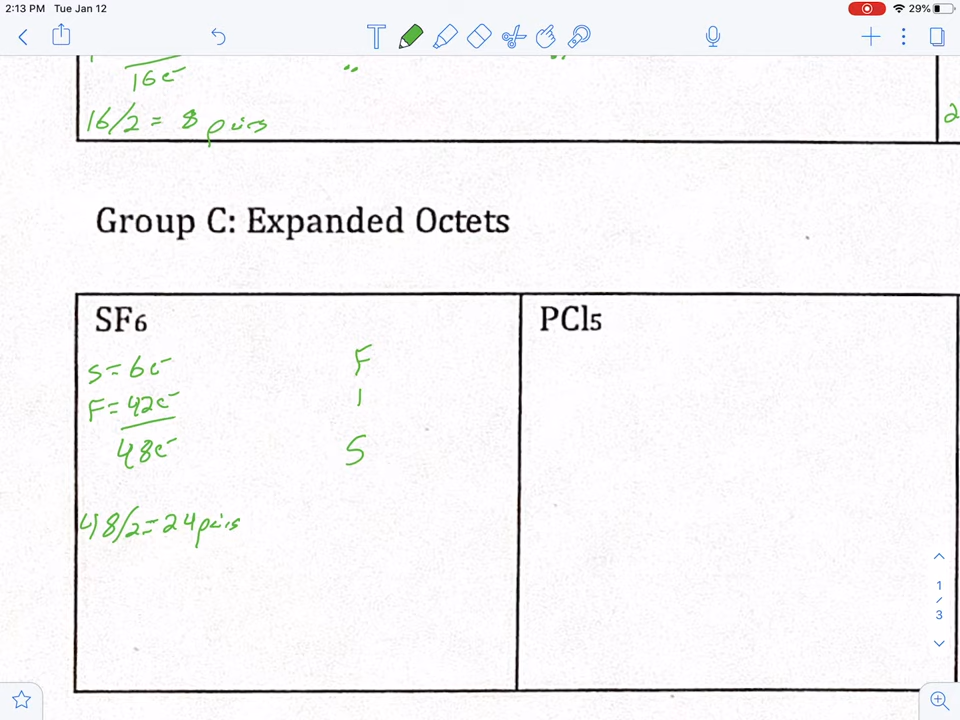 2:13 PM Tue Jan 12 29%
T
16e⁻
16/2 = 8 pairs
2
Group C: Expanded Octets
SF6 PCl5
S = 6e⁻ F
F = 42e⁻
48e⁻ S
48/2 = 24 pairs
1
/
3